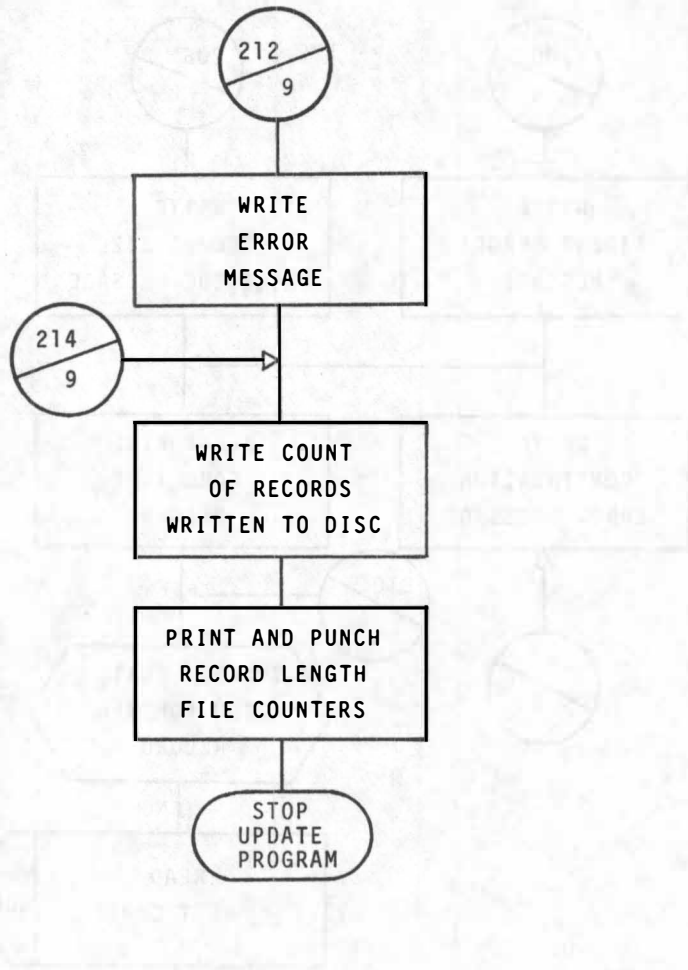 212
9
WRITE
ERROR
MESSAGE
214
9
WRITE COUNT
OF RECORDS
WRITTEN TO DISC
PRINT AND PUNCH
RECORD LENGTH
FILE COUNTERS
STOP
UPDATE
PROGRAM